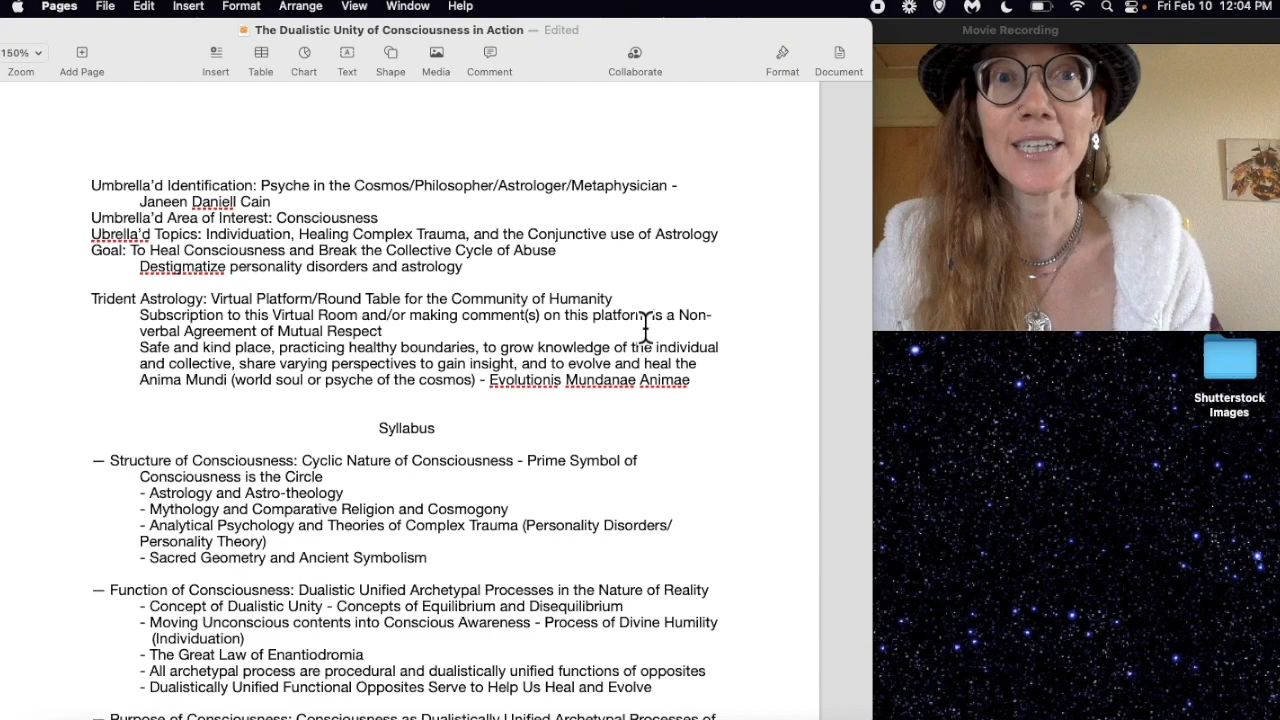 Pages File Edit Insert Format Arrange View Window Help Fri Feb 10 12:04 PM
The Dualistic Unity of Consciousness in Action — Edited
Movie Recording
150%
Zoom Add Page Insert Table Chart Text Shape Media Comment Collaborate Format Document
Umbrella’d Identification: Psyche in the Cosmos/Philosopher/Astrologer/Metaphysician -
Janeen Daniell Cain
Umbrella’d Area of Interest: Consciousness
Ubrella’d Topics: Individuation, Healing Complex Trauma, and the Conjunctive use of Astrology
Goal: To Heal Consciousness and Break the Collective Cycle of Abuse
Destigmatize personality disorders and astrology
Trident Astrology: Virtual Platform/Round Table for the Community of Humanity
Subscription to this Virtual Room and/or making comment(s) on this platform is a Non-
verbal Agreement of Mutual Respect
Safe and kind place, practicing healthy boundaries, to grow knowledge of the individual
and collective, share varying perspectives to gain insight, and to evolve and heal the
Anima Mundi (world soul or psyche of the cosmos) - Evolutionis Mundanae Animae
Syllabus
— Structure of Consciousness: Cyclic Nature of Consciousness - Prime Symbol of
Consciousness is the Circle
- Astrology and Astro-theology
- Mythology and Comparative Religion and Cosmogony
- Analytical Psychology and Theories of Complex Trauma (Personality Disorders/
Personality Theory)
- Sacred Geometry and Ancient Symbolism
— Function of Consciousness: Dualistic Unified Archetypal Processes in the Nature of Reality
- Concept of Dualistic Unity - Concepts of Equilibrium and Disequilibrium
- Moving Unconscious contents into Conscious Awareness - Process of Divine Humility
(Individuation)
- The Great Law of Enantiodromia
- All archetypal process are procedural and dualistically unified functions of opposites
- Dualistically Unified Functional Opposites Serve to Help Us Heal and Evolve
— Purpose of Consciousness: Consciousness as Dualistically Unified Archetypal Processes of
Shutterstock
Images